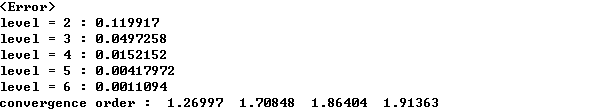 <Error>
level = 2 : 0.119917
level = 3 : 0.0497258
level = 4 : 0.0152152
level = 5 : 0.00417972
level = 6 : 0.0011094
convergence order :  1.26997  1.70848  1.86404  1.91363